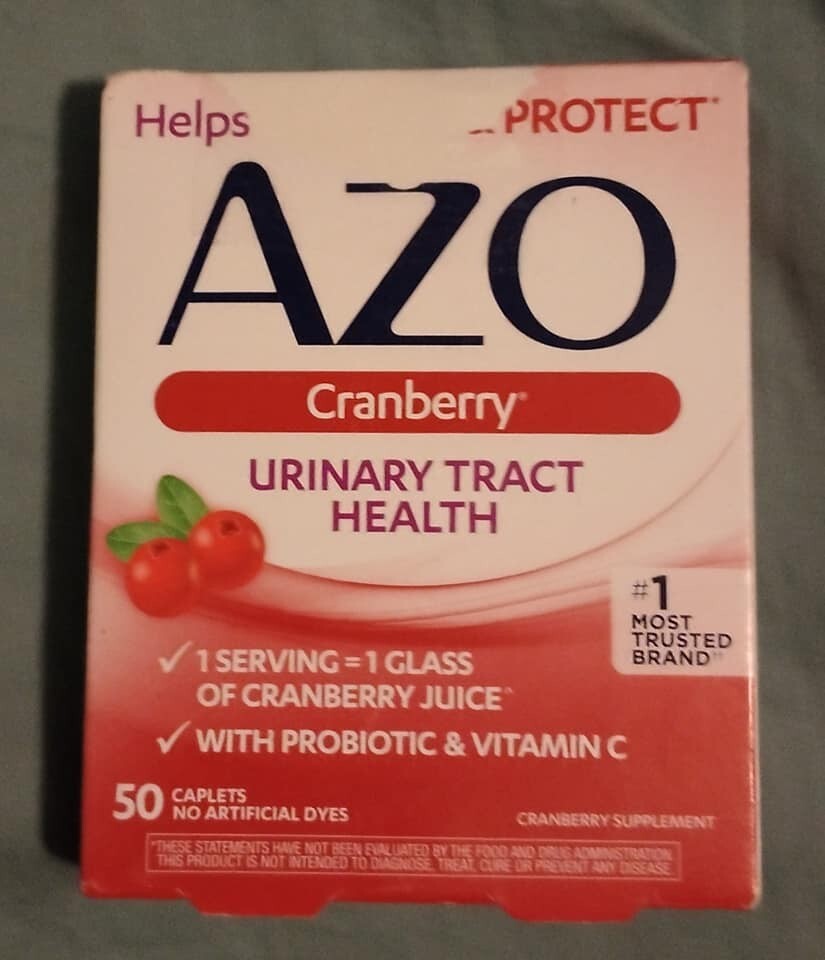 Helps PROTECT*
AZO
Cranberry®
URINARY TRACT
HEALTH
#1
MOST
TRUSTED
BRAND††
✓ 1 SERVING = 1 GLASS
OF CRANBERRY JUICE^
✓ WITH PROBIOTIC & VITAMIN C
50 CAPLETS
NO ARTIFICIAL DYES
CRANBERRY SUPPLEMENT
*THESE STATEMENTS HAVE NOT BEEN EVALUATED BY THE FOOD AND DRUG ADMINISTRATION.
THIS PRODUCT IS NOT INTENDED TO DIAGNOSE, TREAT, CURE OR PREVENT ANY DISEASE.